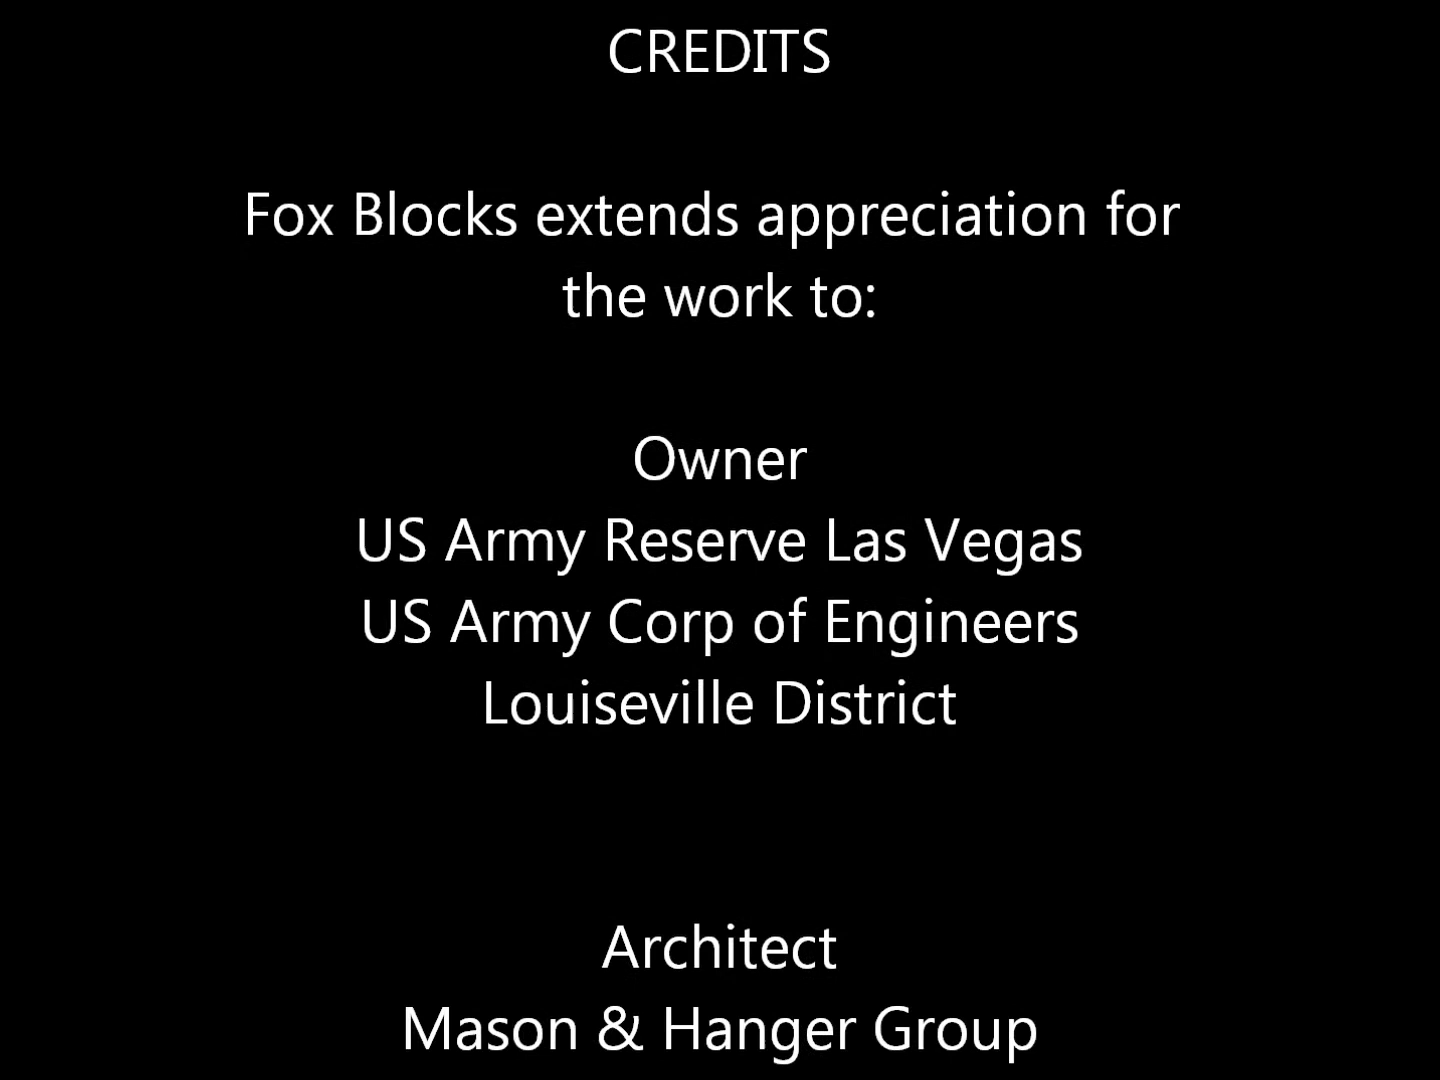 CREDITS
Fox Blocks extends appreciation for
the work to:
Owner
US Army Reserve Las Vegas
US Army Corp of Engineers
Louiseville District
Architect
Mason & Hanger Group